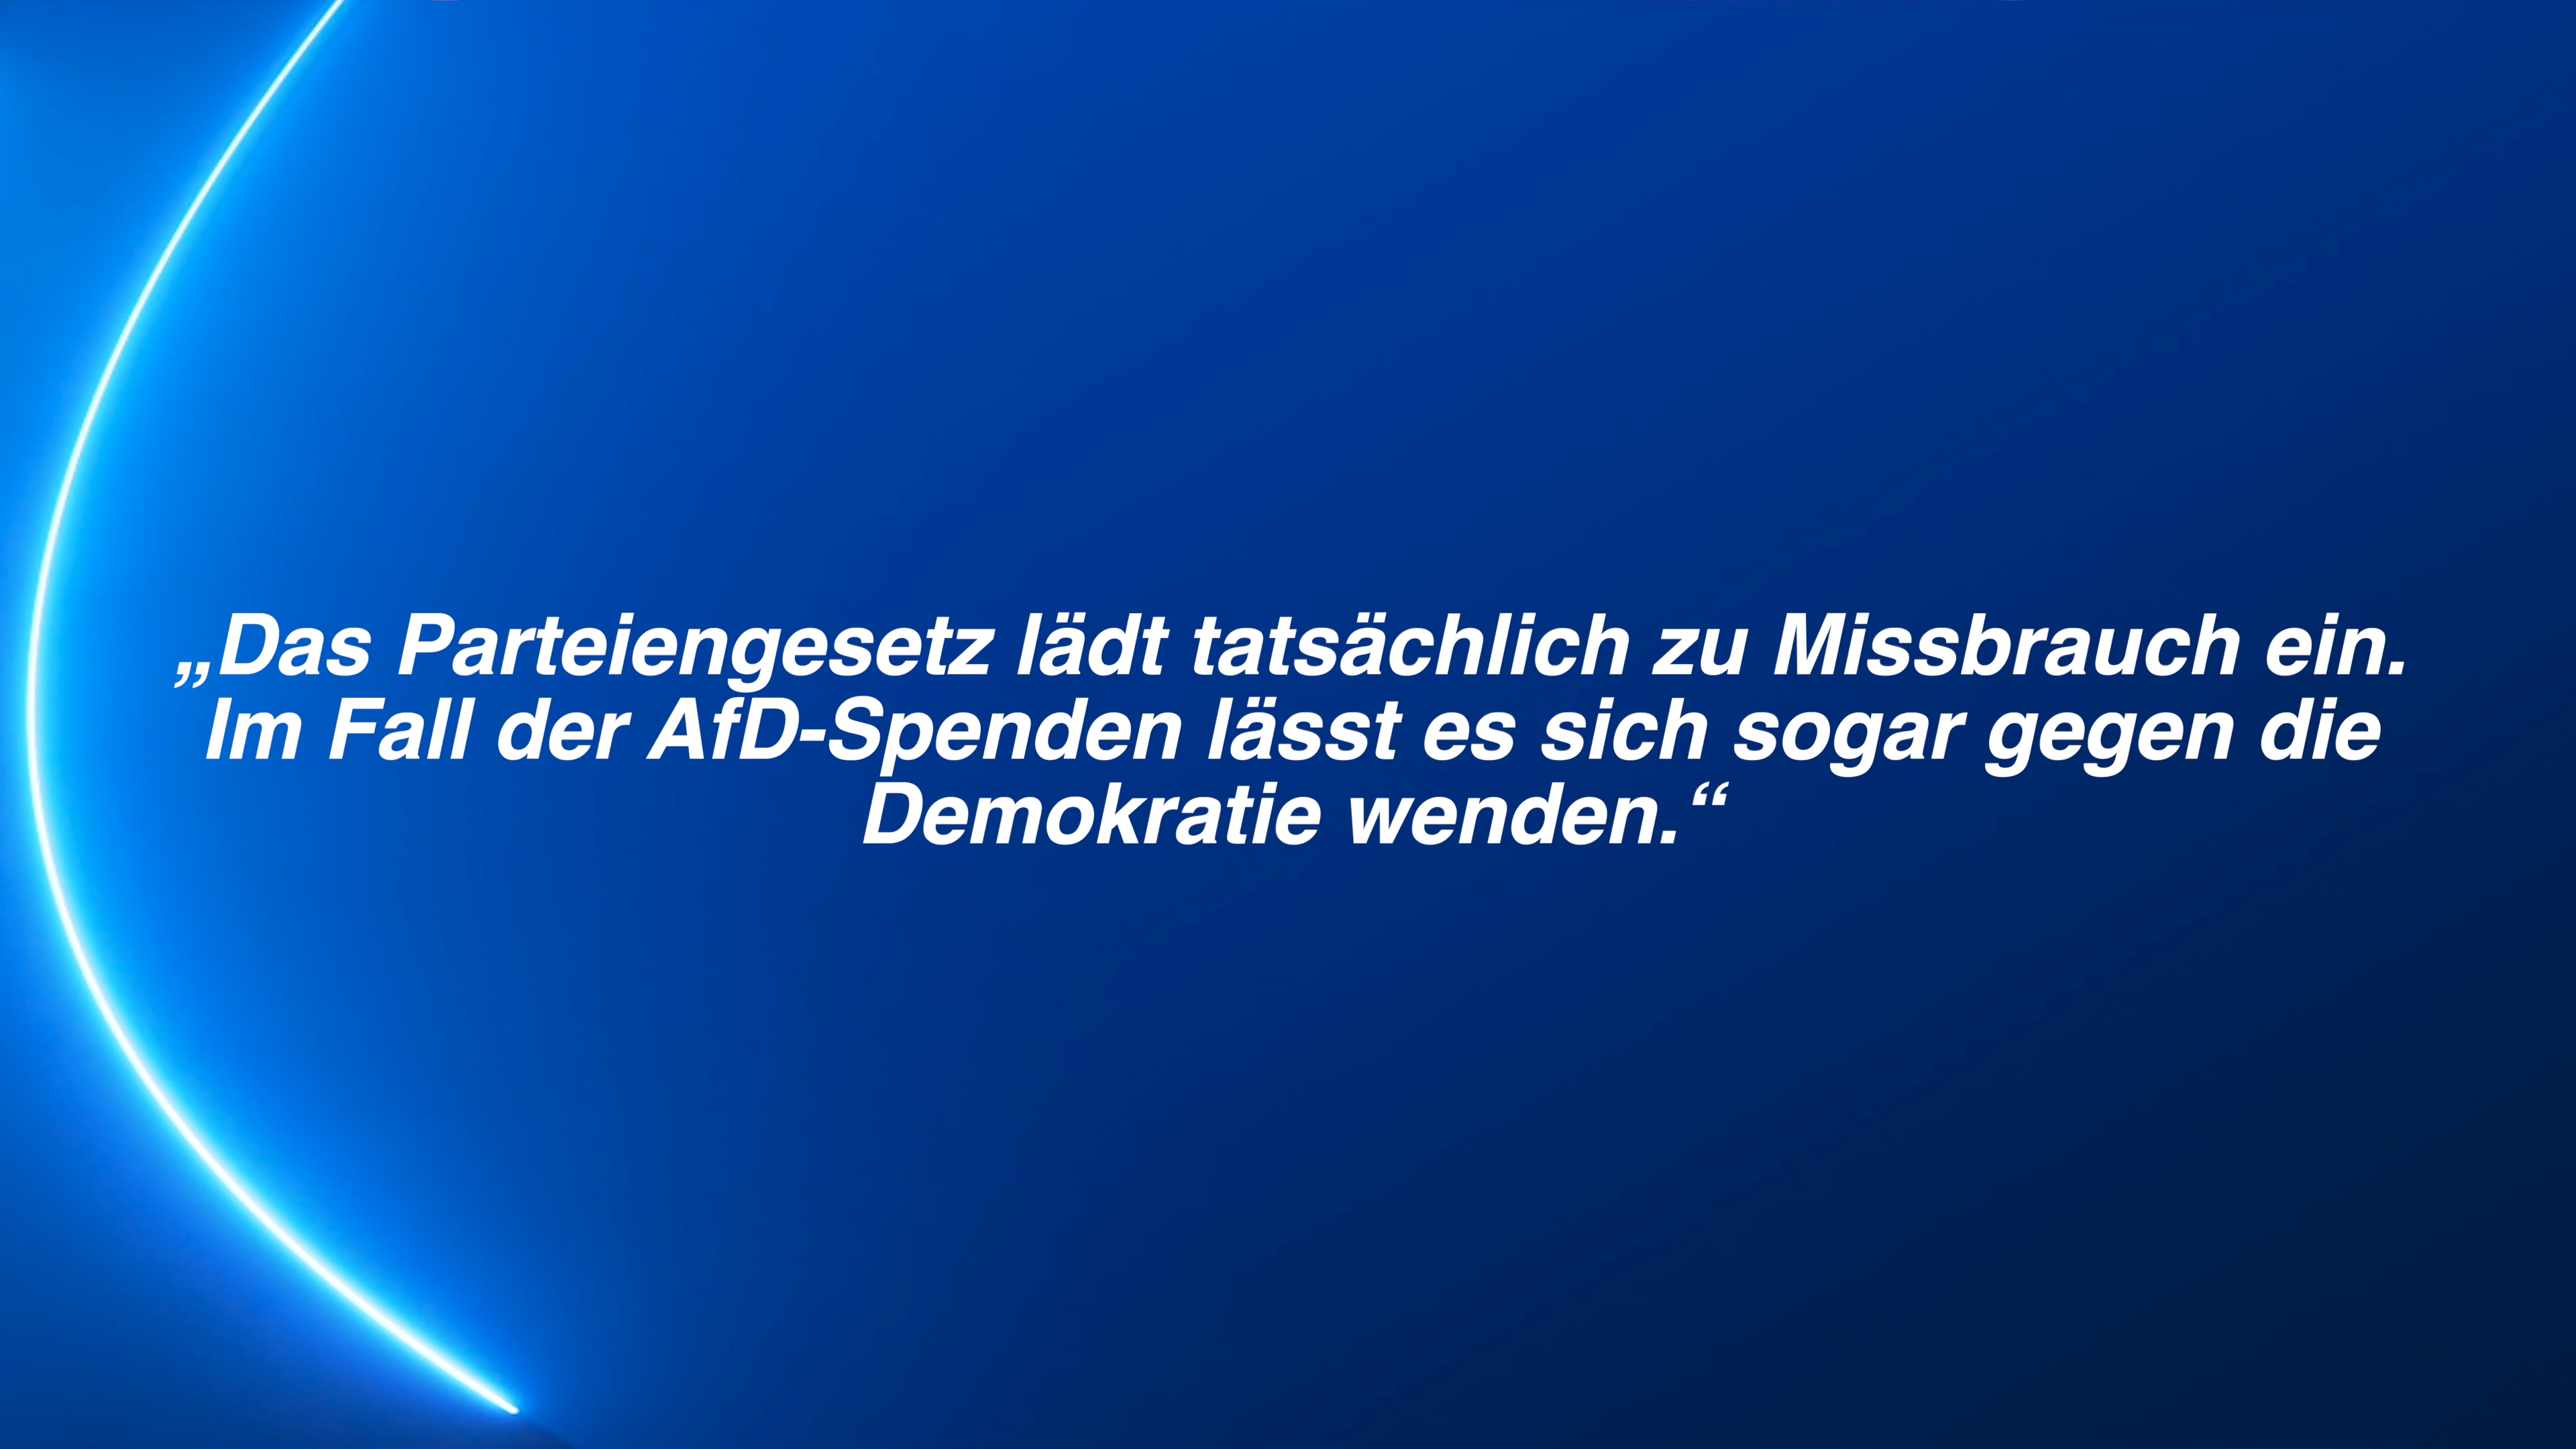 „Das Parteiengesetz lädt tatsächlich zu Missbrauch ein.
Im Fall der AfD-Spenden lässt es sich sogar gegen die
Demokratie wenden.“